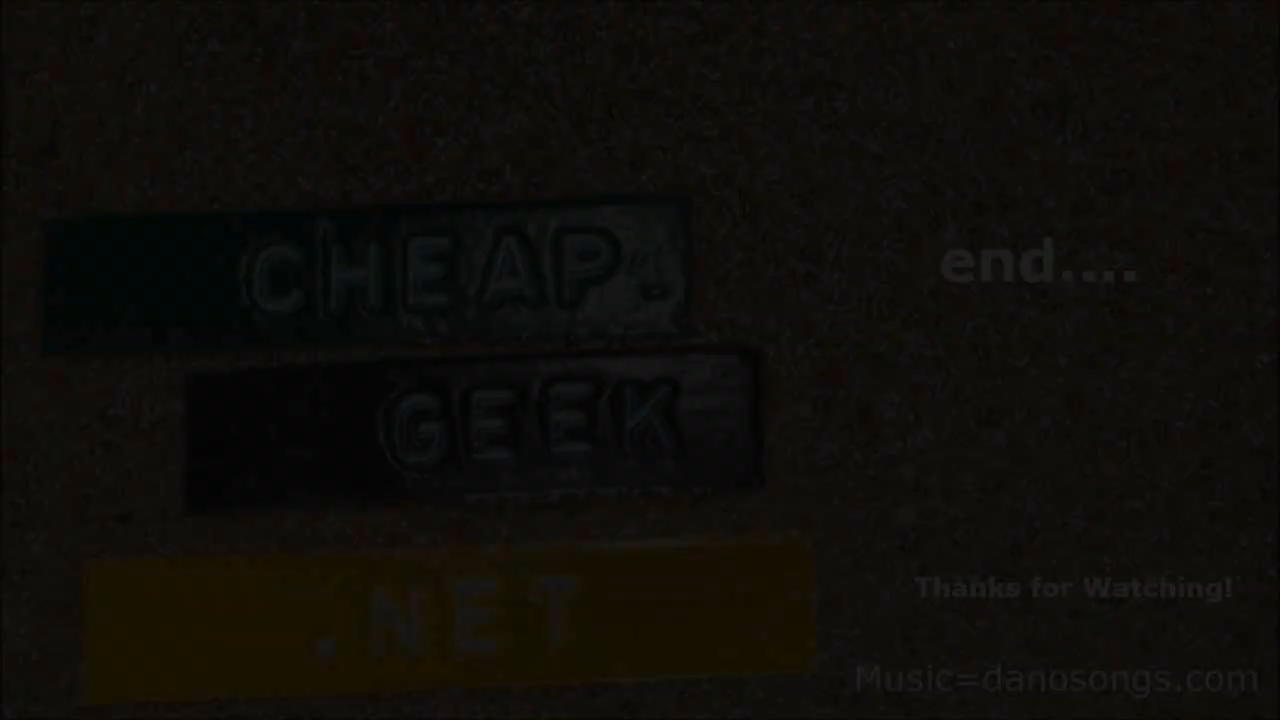 CHEAP.
GEEK
.NET
end....
Thanks for Watching!
Music=danosongs.com